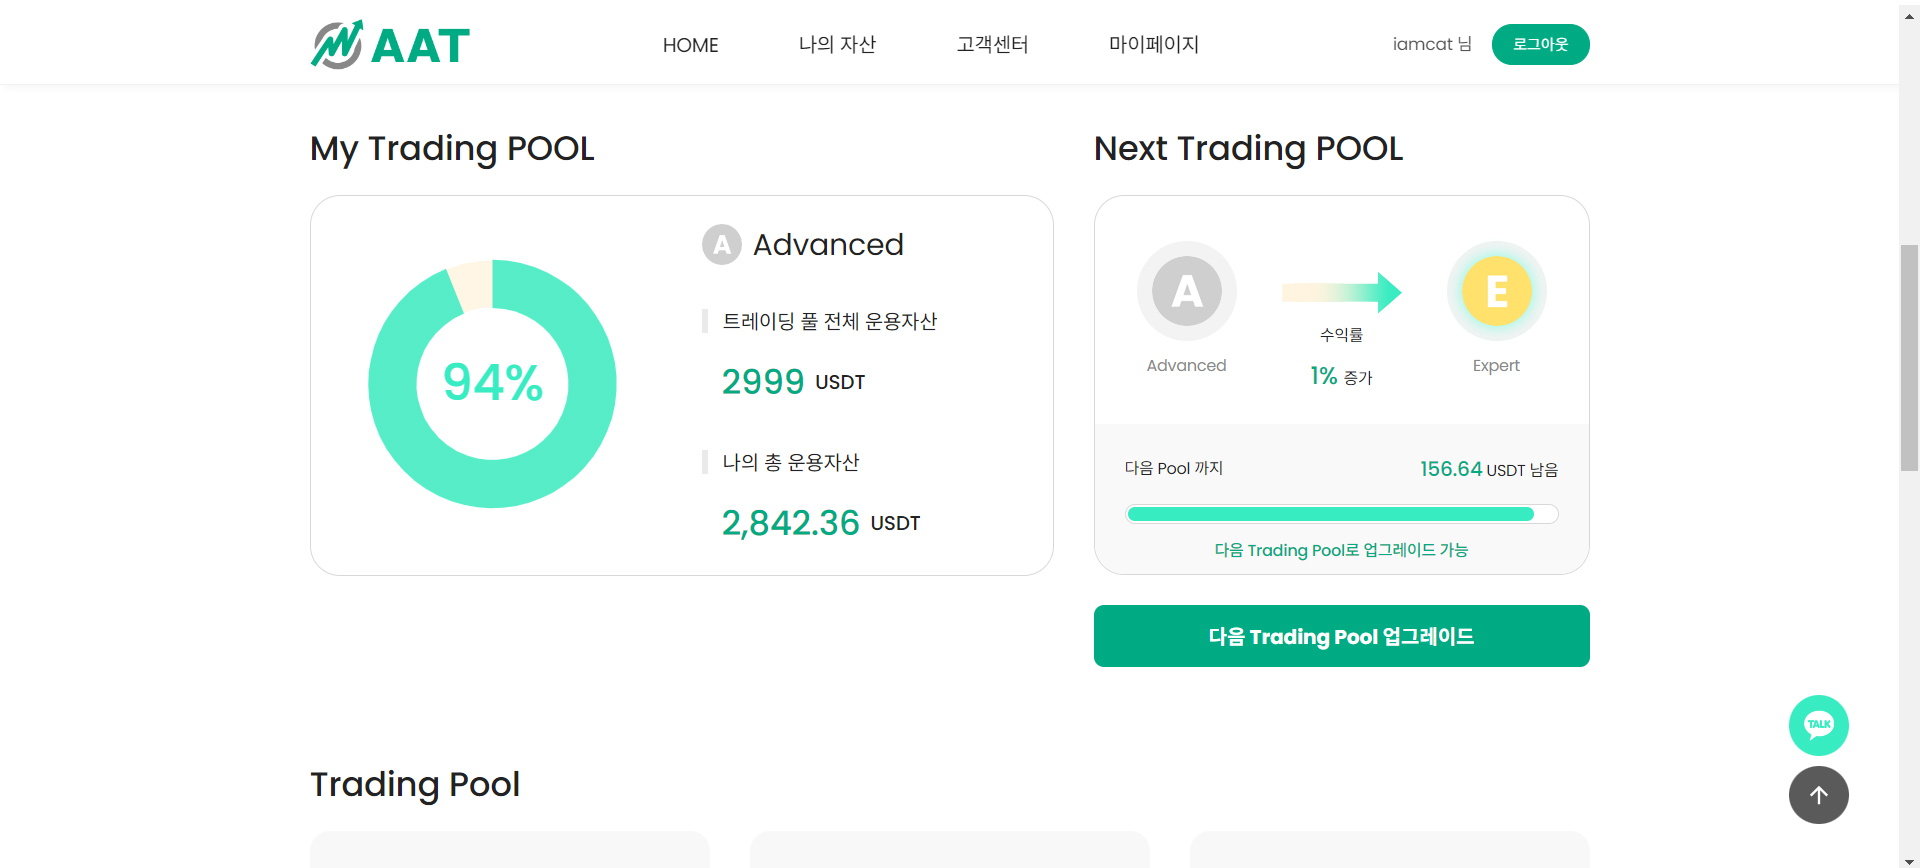 AAT
HOME
나의 자산
고객센터
마이페이지
iamcat 님
로그아웃
My Trading POOL
94%
A Advanced
트레이딩 풀 전체 운용자산
2999 USDT
나의 총 운용자산
2,842.36 USDT
Next Trading POOL
A
Advanced
수익률
1% 증가
E
Expert
다음 Pool 까지
156.64 USDT 남음
다음 Trading Pool로 업그레이드 가능
다음 Trading Pool 업그레이드
TALK
Trading Pool